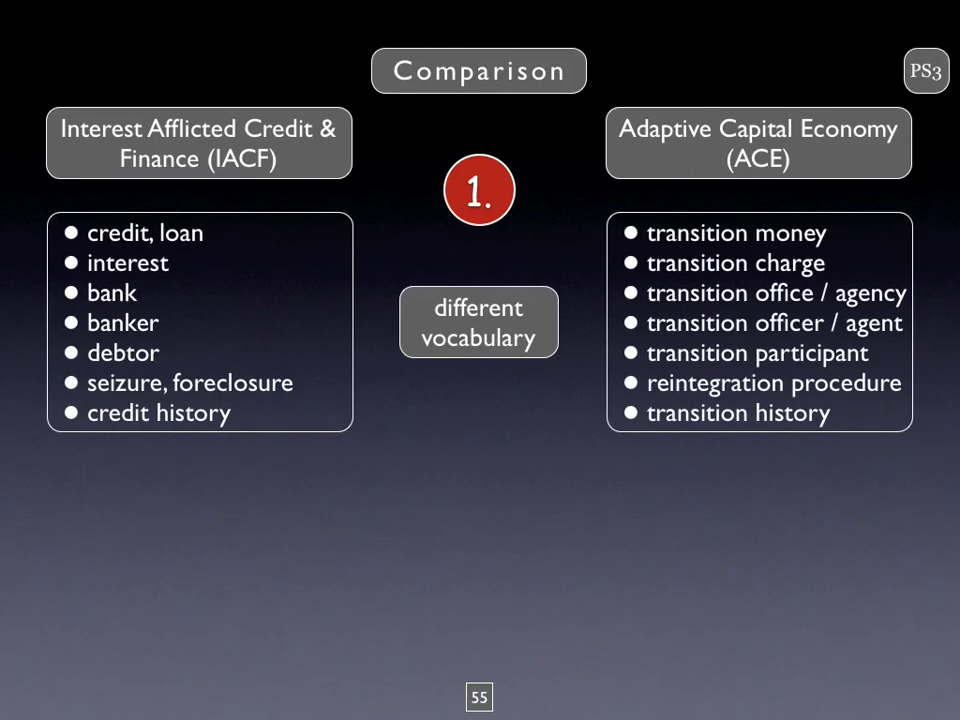 Comparison
PS3
Interest Afflicted Credit &
Finance (IACF)
Adaptive Capital Economy
(ACE)
1.
● credit, loan
● interest
● bank
● banker
● debtor
● seizure, foreclosure
● credit history
different
vocabulary
● transition money
● transition charge
● transition office / agency
● transition officer / agent
● transition participant
● reintegration procedure
● transition history
55